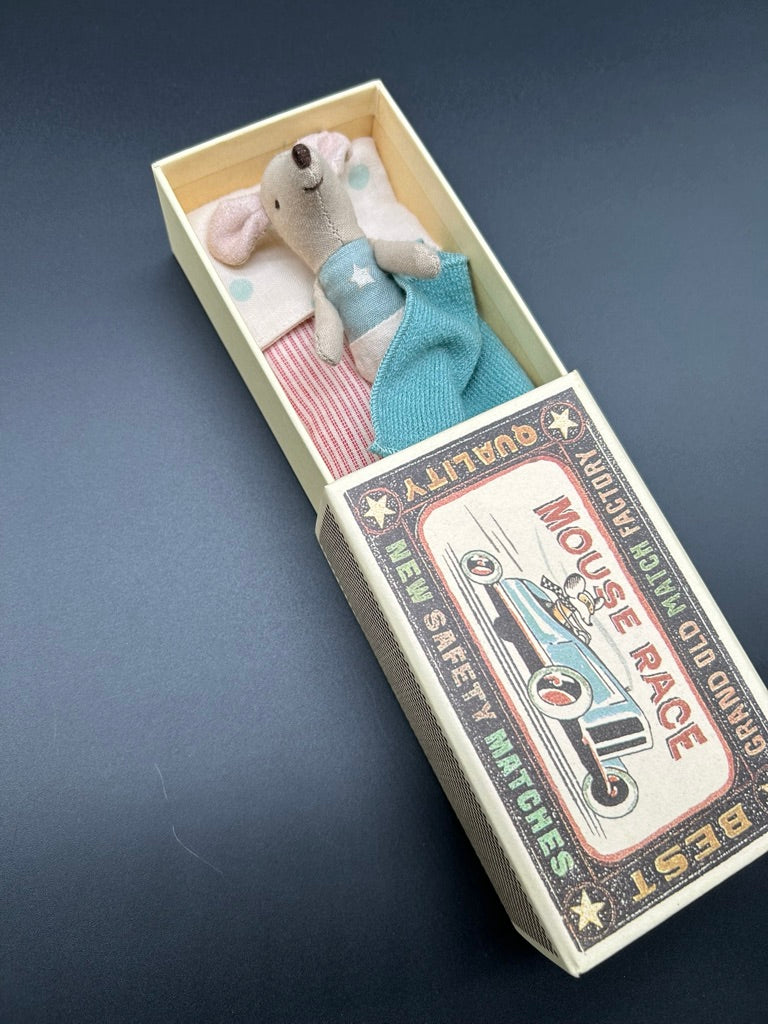 QUALITY
GRAND OLD MATCH FACTORY
MOUSE RACE
NEW SAFETY MATCHES
BEST